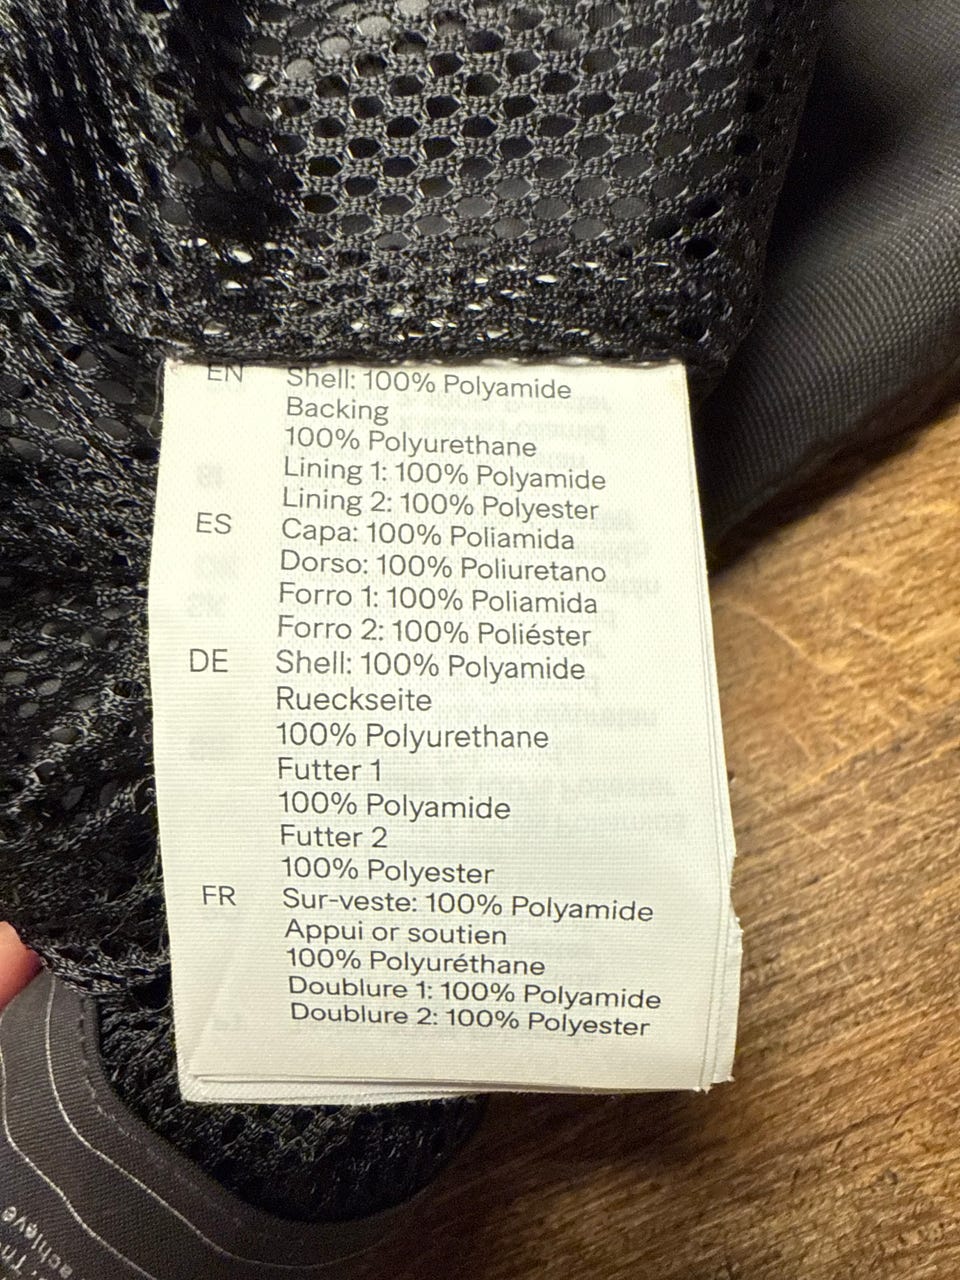 EN Shell: 100% Polyamide
Backing
100% Polyurethane
Lining 1: 100% Polyamide
Lining 2: 100% Polyester
ES Capa: 100% Poliamida
Dorso: 100% Poliuretano
Forro 1: 100% Poliamida
Forro 2: 100% Poliéster
DE Shell: 100% Polyamide
Rueckseite
100% Polyurethane
Futter 1
100% Polyamide
Futter 2
100% Polyester
FR Sur-veste: 100% Polyamide
Appui or soutien
100% Polyuréthane
Doublure 1: 100% Polyamide
Doublure 2: 100% Polyester
achieve